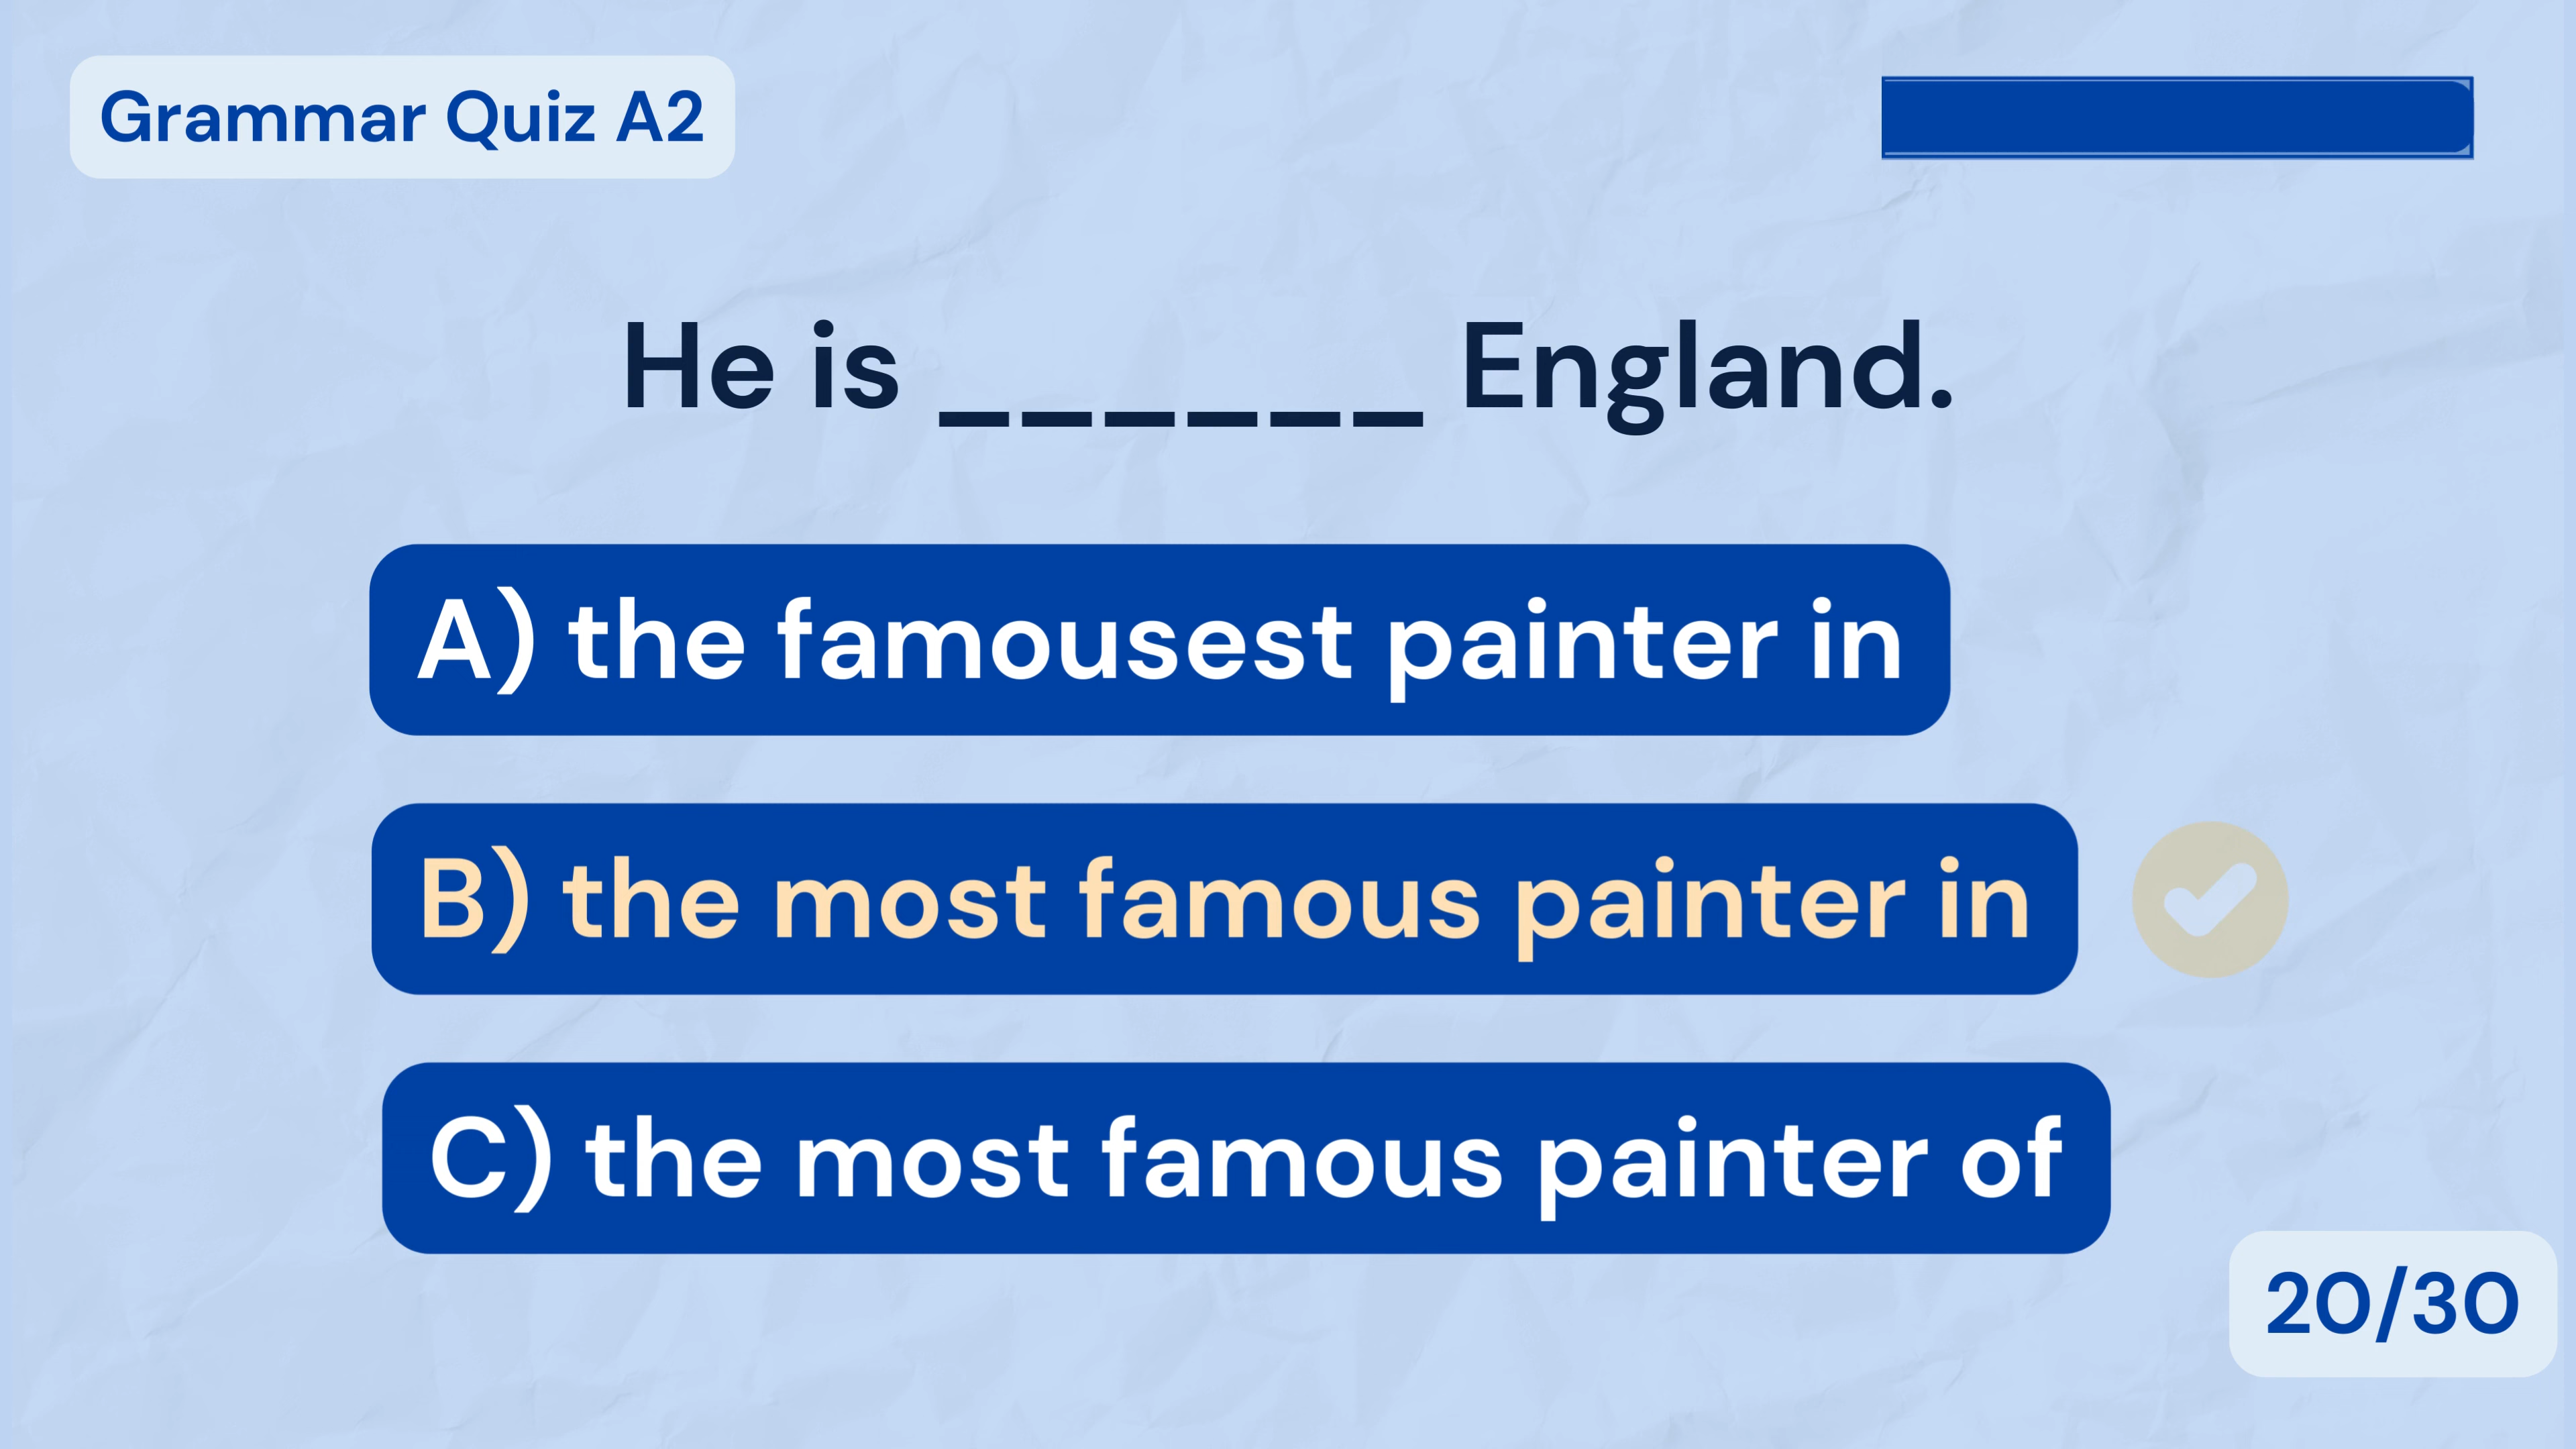 Grammar Quiz A2
He is ______ England.
A) the famousest painter in
B) the most famous painter in
C) the most famous painter of
20/30